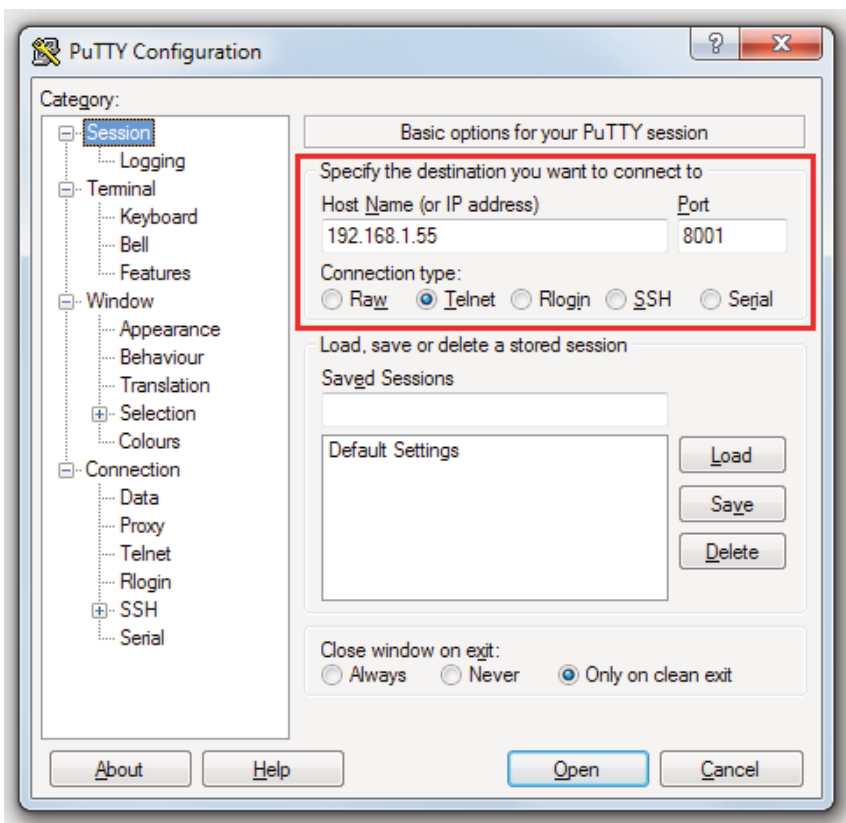 PuTTY Configuration
Category:
Session
Logging
Terminal
Keyboard
Bell
Features
Window
Appearance
Behaviour
Translation
Selection
Colours
Connection
Data
Proxy
Telnet
Rlogin
SSH
Serial
Basic options for your PuTTY session
Specify the destination you want to connect to
Host Name (or IP address) Port
192.168.1.55 8001
Connection type:
Raw Telnet Rlogin SSH Serial
Load, save or delete a stored session
Saved Sessions
Default Settings
Load
Save
Delete
Close window on exit:
Always Never Only on clean exit
About Help Open Cancel